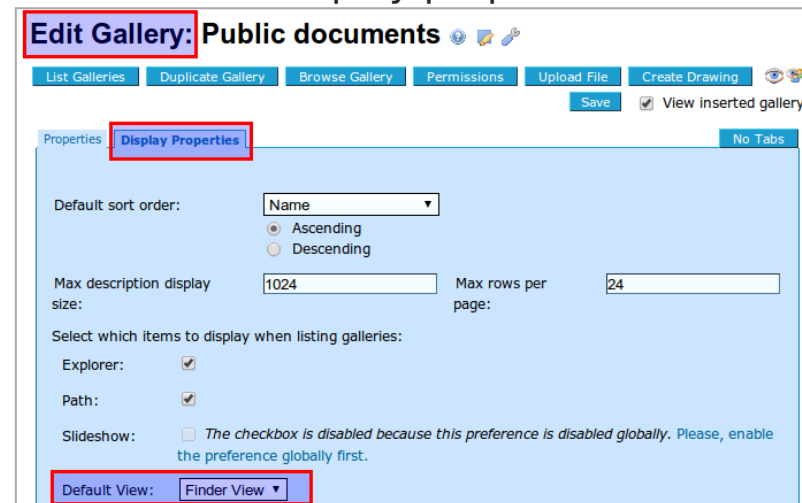 Edit Gallery: Public documents
List Galleries Duplicate Gallery Browse Gallery Permissions Upload File Create Drawing
Save View inserted gallery
Properties Display Properties No Tabs
Default sort order: Name
Ascending
Descending
Max description display size: 1024 Max rows per page: 24
Select which items to display when listing galleries:
Explorer:
Path:
Slideshow: The checkbox is disabled because this preference is disabled globally. Please, enable
the preference globally first.
Default View: Finder View